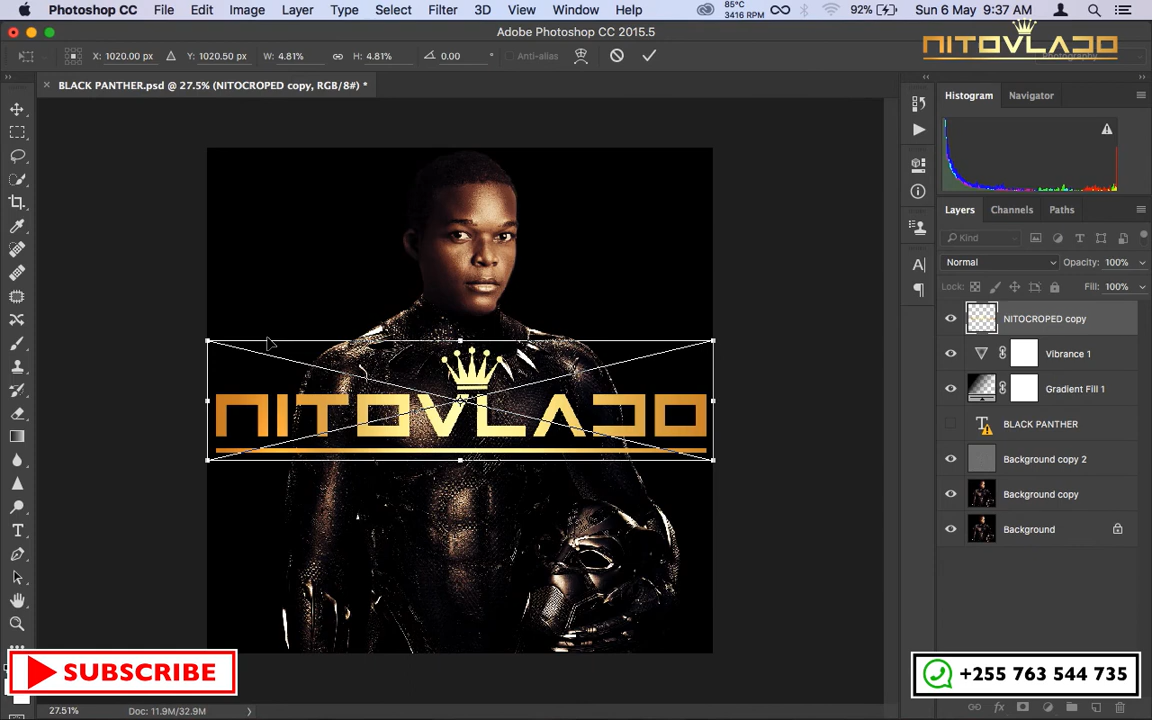 Photoshop CC File Edit Image Layer Type Select Filter 3D View Window Help 85°C 3416 RPM 92% Sun 6 May 9:37 AM
Adobe Photoshop CC 2015.5
NITOVLADO
X: 1020.00 px Y: 1020.50 px W: 4.81% H: 4.81% 0.00 ° Anti-alias Photography
× BLACK PANTHER.psd @ 27.5% (NITOCROPED copy, RGB/8#) *
Histogram Navigator
Layers Channels Paths
Kind
Normal Opacity: 100%
Lock: Fill: 100%
NITOCROPED copy
Vibrance 1
Gradient Fill 1
BLACK PANTHER
Background copy 2
Background copy
Background
NITOVLADO
SUBSCRIBE
+255 763 544 735
27.51% Doc: 11.9M/32.9M